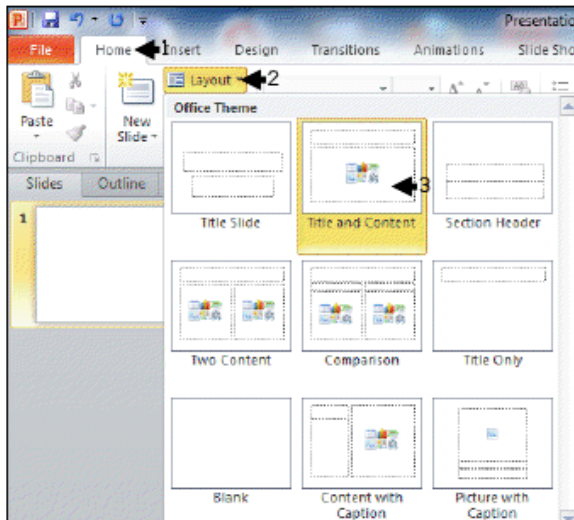 P
Presentatio
File Home 1 Insert Design Transitions Animations Slide Sho
Layout 2
Paste
New
Slide
Clipboard
Office Theme
Slides Outline
1
3
Title Slide Title and Content Section Header
Two Content Comparison Title Only
Blank Content with
Caption Picture with
Caption